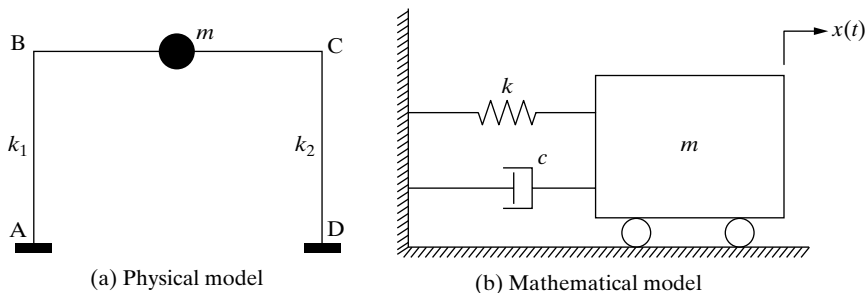 B
m
C
k1
k2
A
D
(a) Physical model
x(t)
k
m
c
(b) Mathematical model